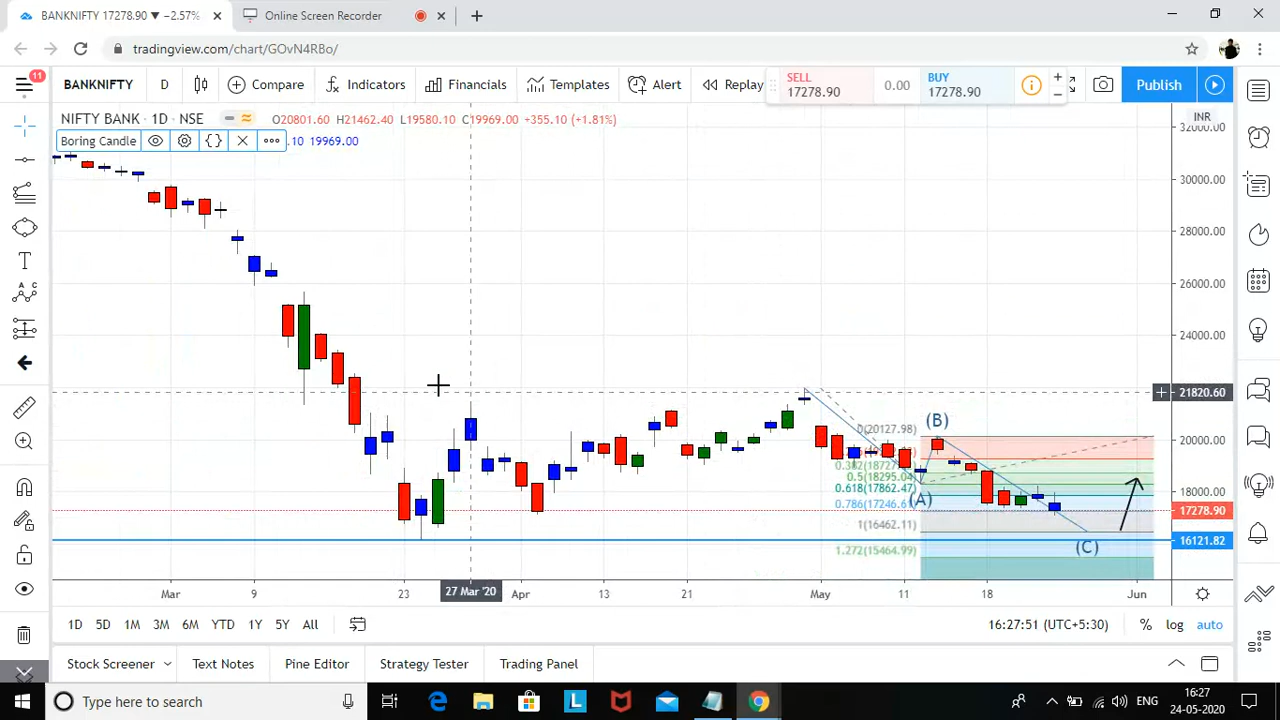 BANKNIFTY 17278.90 ▼ −2.57%
Online Screen Recorder
tradingview.com/chart/GOvN4RBo/
11
BANKNIFTY
D
Compare
Indicators
Financials
Templates
Alert
Replay
SELL
17278.90
0.00
BUY
17278.90
Publish
NIFTY BANK · 1D · NSE
O20801.60 H21462.40 L19580.10 C19969.00 +355.10 (+1.81%)
INR
Boring Candle
.10 19969.00
32000.00
30000.00
28000.00
26000.00
24000.00
21820.60
20000.00
18000.00
17278.90
16121.82
0(20127.98)
0.5(18295.04)
0.618(17862.47)
1(16462.11)
1.272(15464.99)
(B)
(A)
(C)
Mar
9
23
27 Mar '20
Apr
13
21
May
11
18
Jun
1D
5D
1M
3M
6M
YTD
1Y
5Y
All
16:27:51 (UTC+5:30)
%
log
auto
Stock Screener
Text Notes
Pine Editor
Strategy Tester
Trading Panel
Type here to search
ENG
16:27
24-05-2020